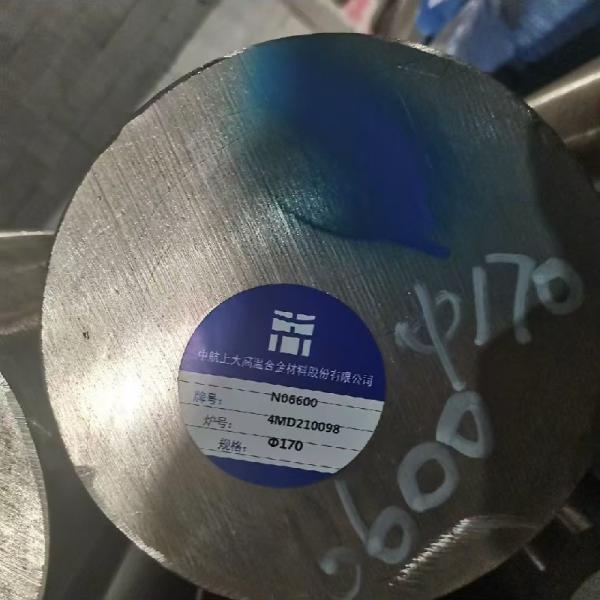 中航上大高温合金材料股份有限公司
牌号: N06600
炉号: 4MD210098
规格: Φ170
Φ170
6600